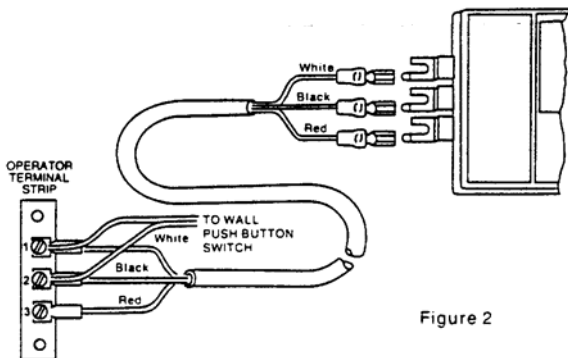 White
Black
Red
OPERATOR
TERMINAL
STRIP
TO WALL
PUSH BUTTON
SWITCH
1
White
2
Black
3
Red
Figure 2